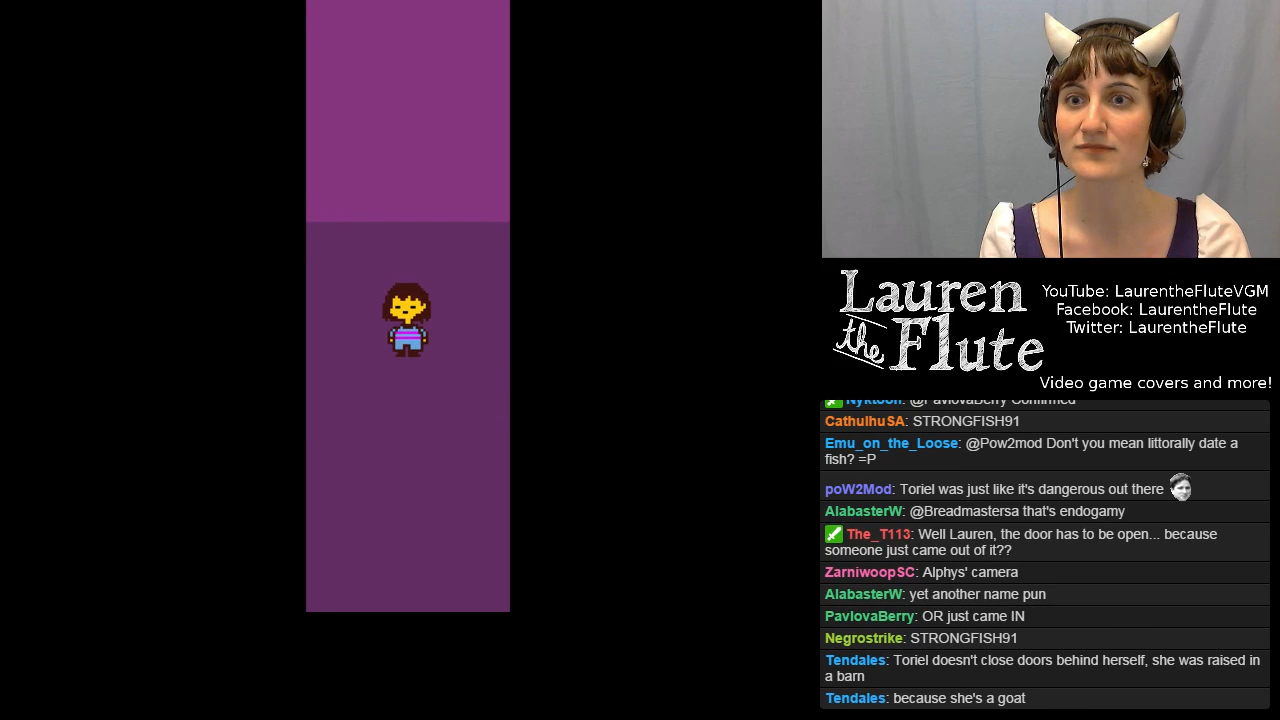 Lauren
the Flute
YouTube: LaurentheFluteVGM
Facebook: LaurentheFlute
Twitter: LaurentheFlute
Video game covers and more!
Nyktoon: @PavlovaBerry Confirmed
CathulhuSA: STRONGFISH91
Emu_on_the_Loose: @Pow2mod Don't you mean littorally date a
fish? =P
poW2Mod: Toriel was just like it's dangerous out there
AlabasterW: @Breadmastersa that's endogamy
The_T113: Well Lauren, the door has to be open... because
someone just came out of it??
ZarniwoopSC: Alphys' camera
AlabasterW: yet another name pun
PavlovaBerry: OR just came IN
Negrostrike: STRONGFISH91
Tendales: Toriel doesn't close doors behind herself, she was raised in
a barn
Tendales: because she's a goat